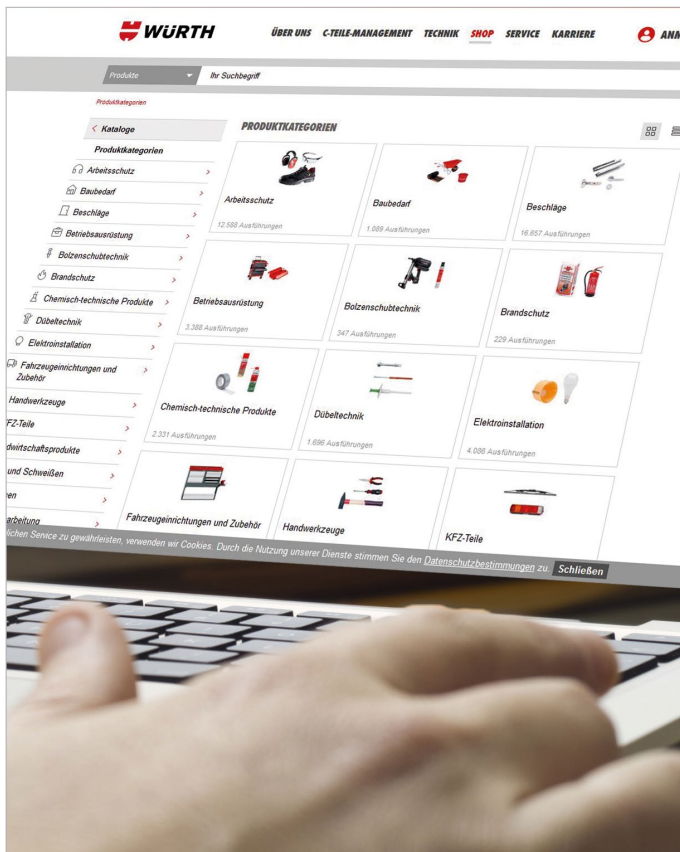 WÜRTH
ÜBER UNS C-TEILE-MANAGEMENT TECHNIK SHOP SERVICE KARRIERE
Produkte Ihr Suchbegriff
Produktkategorien
Kataloge
Produktkategorien
Arbeitsschutz
Baubedarf
Beschläge
Betriebsausrüstung
Bolzenschubtechnik
Brandschutz
Chemisch-technische Produkte
Dübeltechnik
Elektroinstallation
Fahrzeugeinrichtungen und
Zubehör
Handwerkzeuge
und Schweißen
PRODUKTKATEGORIEN
Arbeitsschutz
12.588 Ausführungen
Baubedarf
1.089 Ausführungen
Beschläge
16.657 Ausführungen
Betriebsausrüstung
3.388 Ausführungen
Bolzenschubtechnik
347 Ausführungen
Brandschutz
229 Ausführungen
Chemisch-technische Produkte
2.331 Ausführungen
Dübeltechnik
1.696 Ausführungen
Elektroinstallation
4.086 Ausführungen
Fahrzeugeinrichtungen und Zubehör
Handwerkzeuge
KFZ-Teile
Service zu gewährleisten, verwenden wir Cookies. Durch die Nutzung unserer Dienste stimmen Sie den Datenschutzbestimmungen zu. Schließen